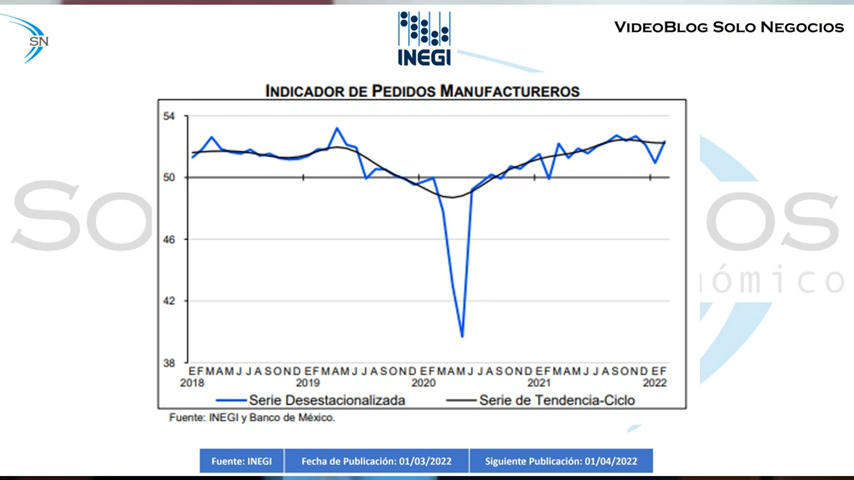 VideoBlog Solo Negocios
SN
INEGI
Indicador de Pedidos Manufactureros
54
50
46
42
38
E F M A M J J A S O N D E F M A M J J A S O N D E F M A M J J A S O N D E F M A M J J A S O N D E F
2018 2019 2020 2021 2022
Serie Desestacionalizada Serie de Tendencia-Ciclo
Fuente: INEGI y Banco de México.
Fuente: INEGI Fecha de Publicación: 01/03/2022 Siguiente Publicación: 01/04/2022